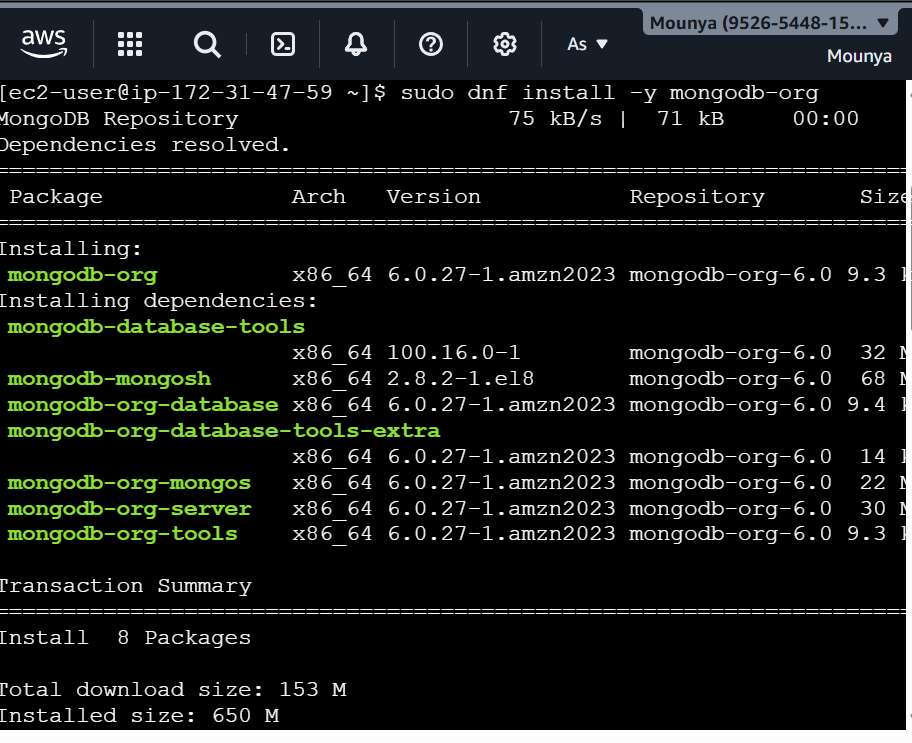 aws
As ▼
Mounya (9526-5448-15... ▼
Mounya
[ec2-user@ip-172-31-47-59 ~]$ sudo dnf install -y mongodb-org
MongoDB Repository 75 kB/s | 71 kB 00:00
Dependencies resolved.
================================================================================
Package Arch Version Repository Size
================================================================================
Installing:
mongodb-org x86_64 6.0.27-1.amzn2023 mongodb-org-6.0 9.3 k
Installing dependencies:
mongodb-database-tools
x86_64 100.16.0-1 mongodb-org-6.0 32 M
mongodb-mongosh x86_64 2.8.2-1.el8 mongodb-org-6.0 68 M
mongodb-org-database x86_64 6.0.27-1.amzn2023 mongodb-org-6.0 9.4 k
mongodb-org-database-tools-extra
x86_64 6.0.27-1.amzn2023 mongodb-org-6.0 14 k
mongodb-org-mongos x86_64 6.0.27-1.amzn2023 mongodb-org-6.0 22 M
mongodb-org-server x86_64 6.0.27-1.amzn2023 mongodb-org-6.0 30 M
mongodb-org-tools x86_64 6.0.27-1.amzn2023 mongodb-org-6.0 9.3 k
Transaction Summary
================================================================================
Install 8 Packages
Total download size: 153 M
Installed size: 650 M